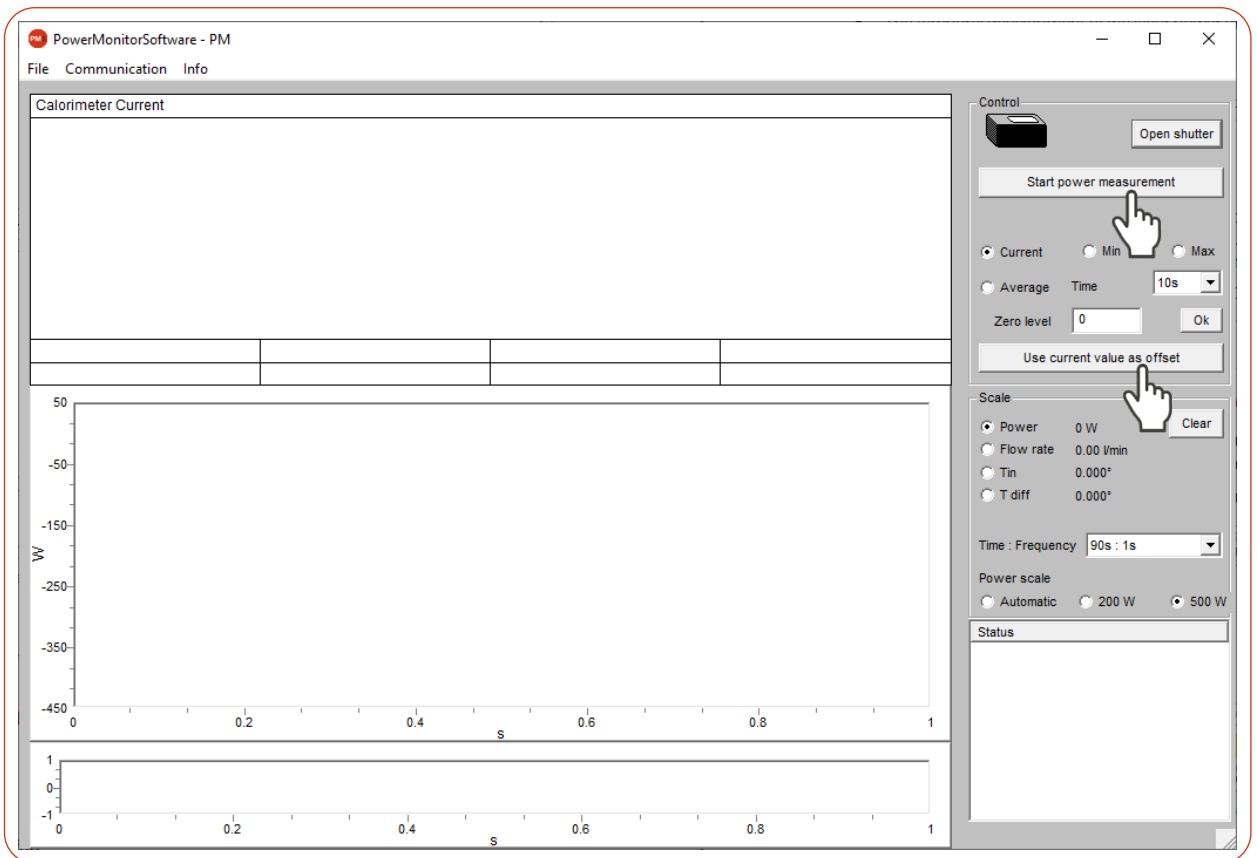 PM PowerMonitorSoftware - PM
File Communication Info
Calorimeter Current
50
-50
-150
-250
-350
-450
W
0 0.2 0.4 0.6 0.8 1
s
1
0
-1
0 0.2 0.4 0.6 0.8 1
s
Control
Open shutter
Start power measurement
Current Min Max
Average Time 10s
Zero level 0 Ok
Use current value as offset
Scale
Clear
Power 0 W
Flow rate 0.00 l/min
Tin 0.000°
T diff 0.000°
Time : Frequency 90s : 1s
Power scale
Automatic 200 W 500 W
Status